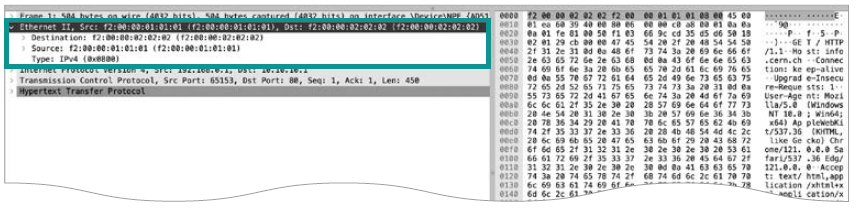 Frame 1: 504 bytes on wire (4032 bits), 504 bytes captured (4032 bits) on interface \Device\NPF_{AD51
Ethernet II, Src: f2:00:00:01:01:01 (f2:00:00:01:01:01), Dst: f2:00:00:02:02:02 (f2:00:00:02:02:02)
Destination: f2:00:00:02:02:02 (f2:00:00:02:02:02)
Source: f2:00:00:01:01:01 (f2:00:00:01:01:01)
Type: IPv4 (0x0800)
Internet Protocol Version 4, Src: 192.168.0.1, Dst: 10.10.10.1
Transmission Control Protocol, Src Port: 65153, Dst Port: 80, Seq: 1, Ack: 1, Len: 450
Hypertext Transfer Protocol
0000 f2 00 00 02 02 02 f2 00 00 01 01 01 08 00 45 00 ········ ······E·
0010 01 ea 60 39 40 00 80 06 00 00 c0 a8 00 01 0a 0a
0020 0a 01 fe 81 00 50 f1 03 66 9c cd 35 d5 d6 50 18
0030 02 01 29 cb 00 00 47 45 54 20 2f 20 48 54 54 50 ··)···GE T / HTTP
0040 2f 31 2e 31 0d 0a 48 6f 73 74 3a 20 69 6e 66 6f /1.1··Ho st: info
0050 2e 63 65 72 6e 2e 63 68 0d 0a 43 6f 6e 6e 65 63 .cern.ch ··Connec
0060 74 69 6f 6e 3a 20 6b 65 65 70 2d 61 6c 69 76 65 tion: ke ep-alive
0070 0d 0a 55 70 67 72 61 64 65 2d 49 6e 73 65 63 75 ··Upgrad e-Insecu
0080 72 65 2d 52 65 71 75 65 73 74 73 3a 20 31 0d 0a re-Reque sts: 1··
0090 55 73 65 72 2d 41 67 65 6e 74 3a 20 4d 6f 7a 69 User-Age nt: Mozi
00a0 6c 6c 61 2f 35 2e 30 20 28 57 69 6e 64 6f 77 73 lla/5.0 (Windows
00b0 20 4e 54 20 31 30 2e 30 3b 20 57 69 6e 36 34 3b NT 10.0 ; Win64;
00c0 20 78 36 34 29 20 41 70 70 6c 65 57 65 62 4b 69 x64) Ap pleWebKi
00d0 74 2f 35 33 37 2e 33 36 20 28 4b 48 54 4d 4c 2c t/537.36 (KHTML,
00e0 20 6c 69 6b 65 20 47 65 63 6b 6f 29 20 43 68 72 like Ge cko) Chr
00f0 6f 6d 65 2f 31 32 31 2e 30 2e 30 2e 30 20 53 61 ome/121. 0.0.0 Sa
0100 66 61 72 69 2f 35 33 37 2e 33 36 20 45 64 67 2f fari/537 .36 Edg/
0110 31 32 31 2e 30 2e 30 2e 30 0d 0a 41 63 63 65 70 121.0.0. 0··Accep
0120 74 3a 20 74 65 78 74 2f 68 74 6d 6c 2c 61 70 70 t: text/ html,app
0130 6c 69 63 61 74 69 6f lication /xhtml+x
0140 6d 6c 2c 61